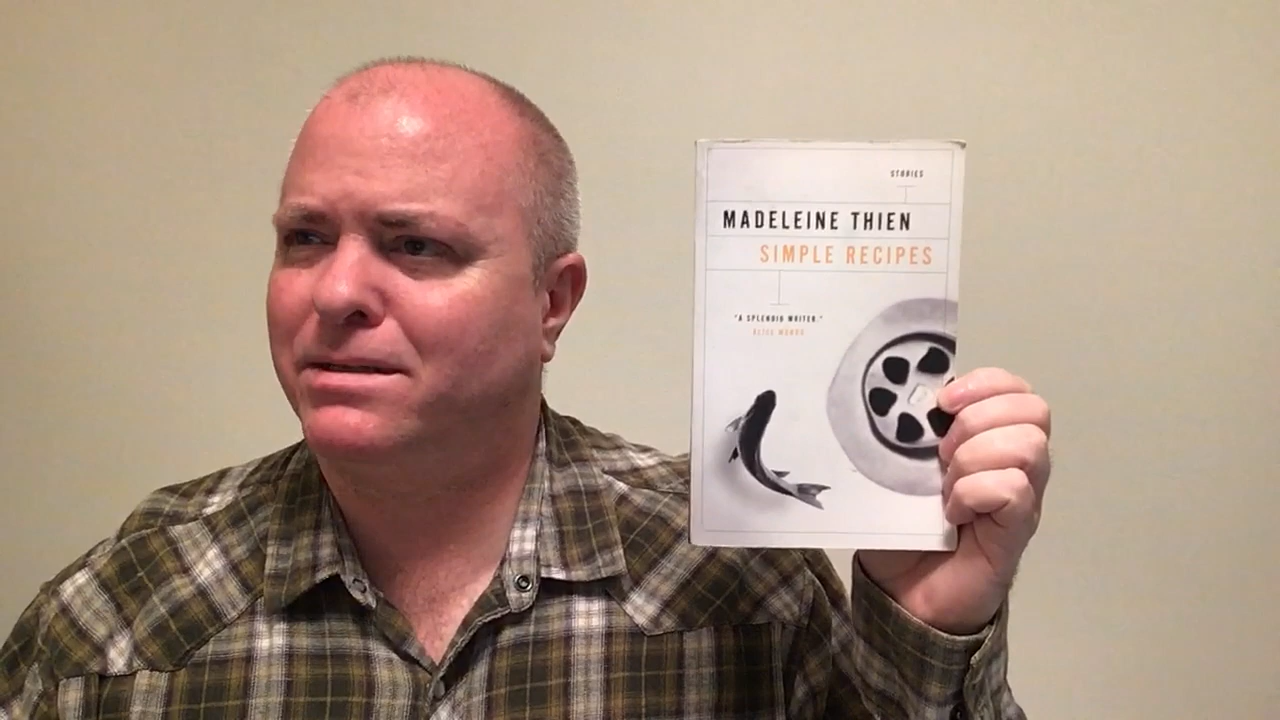 STORIES
MADELEINE THIEN
SIMPLE RECIPES
"A SPLENDID WRITER."
ALICE MUNRO